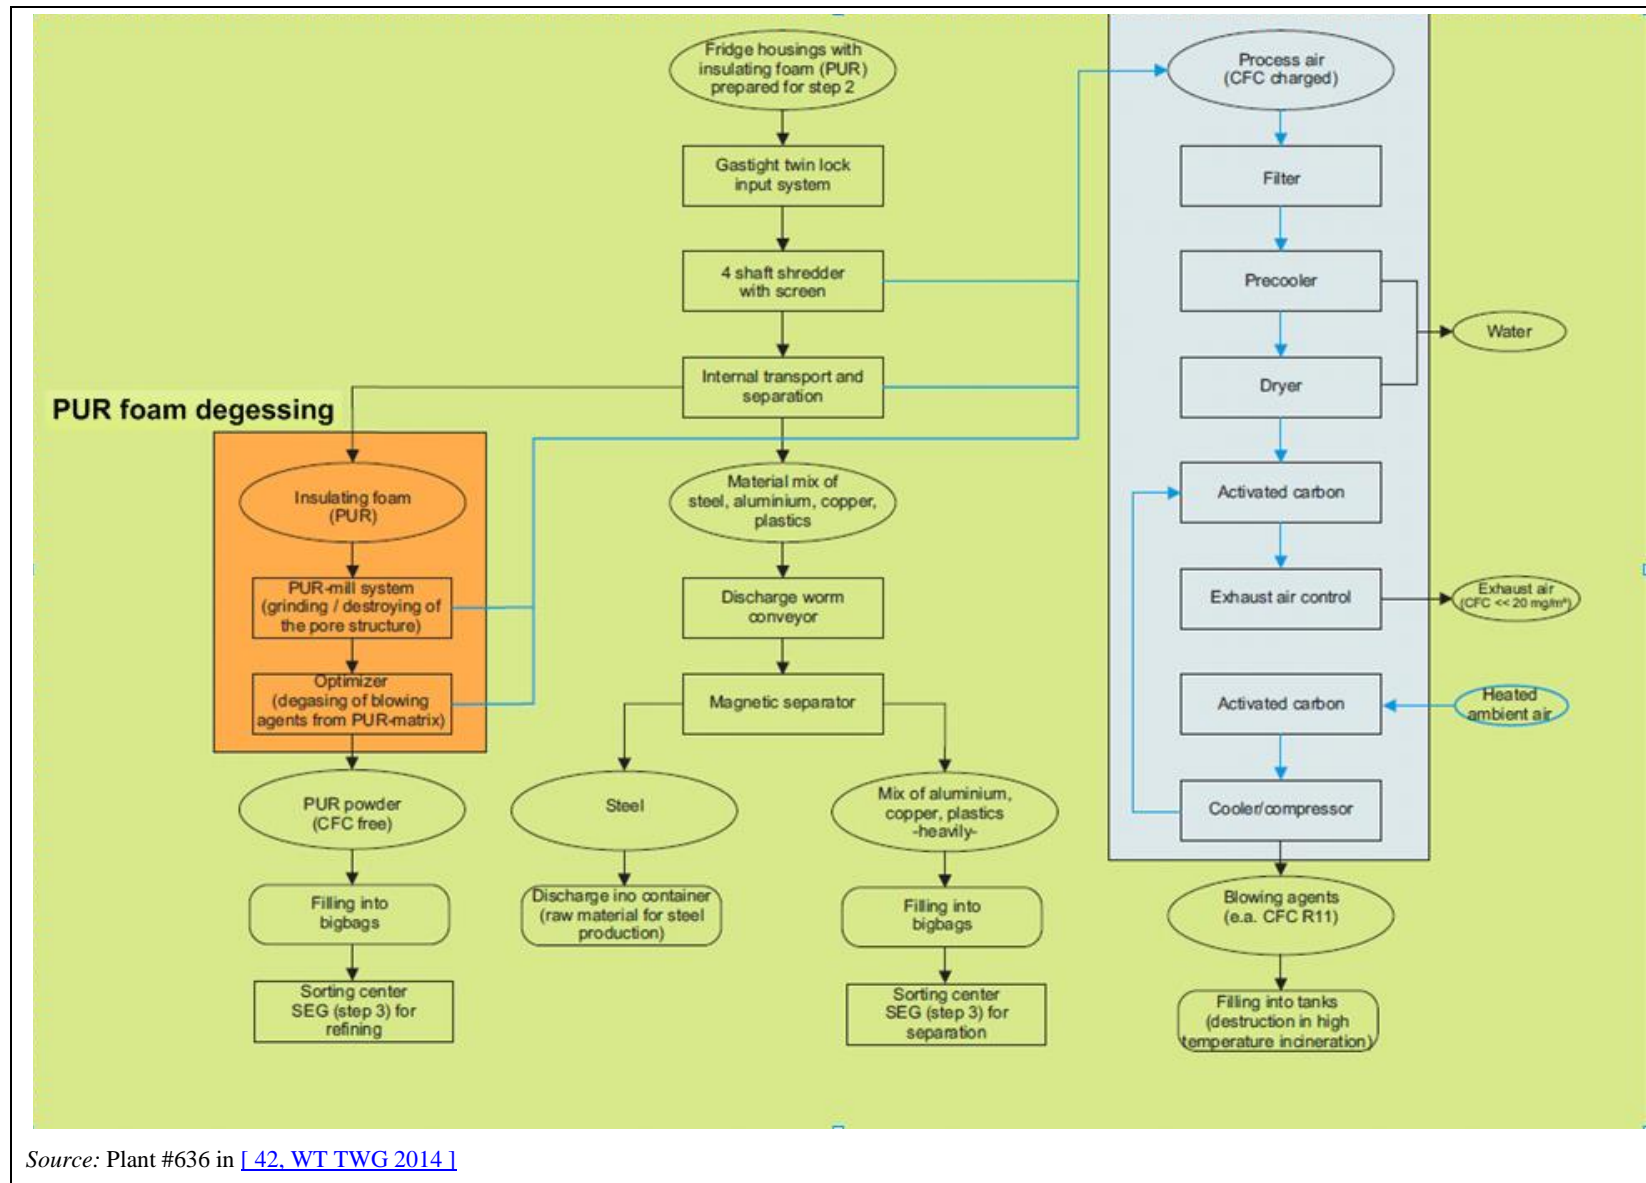 Fridge housings with
insulating foam (PUR)
prepared for step 2
Gastight twin lock
input system
4 shaft shredder
with screen
Internal transport and
separation
PUR foam degessing
Insulating foam
(PUR)
PUR-mill system
(grinding / destroying of
the pore structure)
Optimizer
(degasing of blowing
agents from PUR-matrix)
PUR powder
(CFC free)
Filling into
bigbags
Sorting center
SEG (step 3) for
refining
Material mix of
steel, aluminium, copper,
plastics
Discharge worm
conveyor
Magnetic separator
Steel
Discharge ino container
(raw material for steel
production)
Mix of aluminium,
copper, plastics
-heavily-
Filling into
bigbags
Sorting center
SEG (step 3) for
separation
Process air
(CFC charged)
Filter
Precooler
Dryer
Water
Activated carbon
Exhaust air control
Exhaust air
(CFC << 20 mg/m³)
Activated carbon
Heated
ambient air
Cooler/compressor
Blowing agents
(e.a. CFC R11)
Filling into tanks
(destruction in high
temperature incineration)
Source: Plant #636 in [ 42, WT TWG 2014 ]